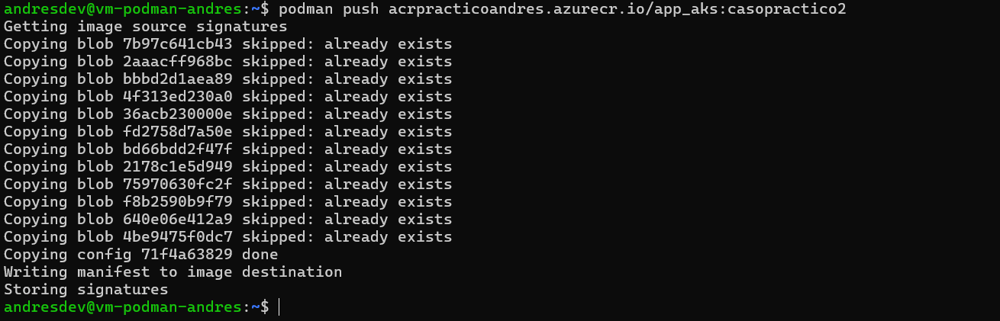 andresdev@vm-podman-andres:~$ podman push acrpracticoandres.azurecr.io/app_aks:casopractico2
Getting image source signatures
Copying blob 7b97c641cb43 skipped: already exists
Copying blob 2aaacff968bc skipped: already exists
Copying blob bbbd2d1aea89 skipped: already exists
Copying blob 4f313ed230a0 skipped: already exists
Copying blob 36acb230000e skipped: already exists
Copying blob fd2758d7a50e skipped: already exists
Copying blob bd66bdd2f47f skipped: already exists
Copying blob 2178c1e5d949 skipped: already exists
Copying blob 75970630fc2f skipped: already exists
Copying blob f8b2590b9f79 skipped: already exists
Copying blob 640e06e412a9 skipped: already exists
Copying blob 4be9475f0dc7 skipped: already exists
Copying config 71f4a63829 done
Writing manifest to image destination
Storing signatures
andresdev@vm-podman-andres:~$